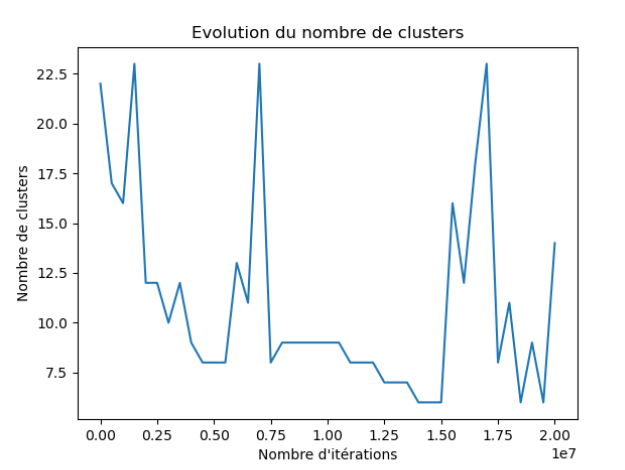 Evolution du nombre de clusters
Nombre de clusters
22.5
20.0
17.5
15.0
12.5
10.0
7.5
0.00 0.25 0.50 0.75 1.00 1.25 1.50 1.75 2.00
Nombre d'itérations
1e7